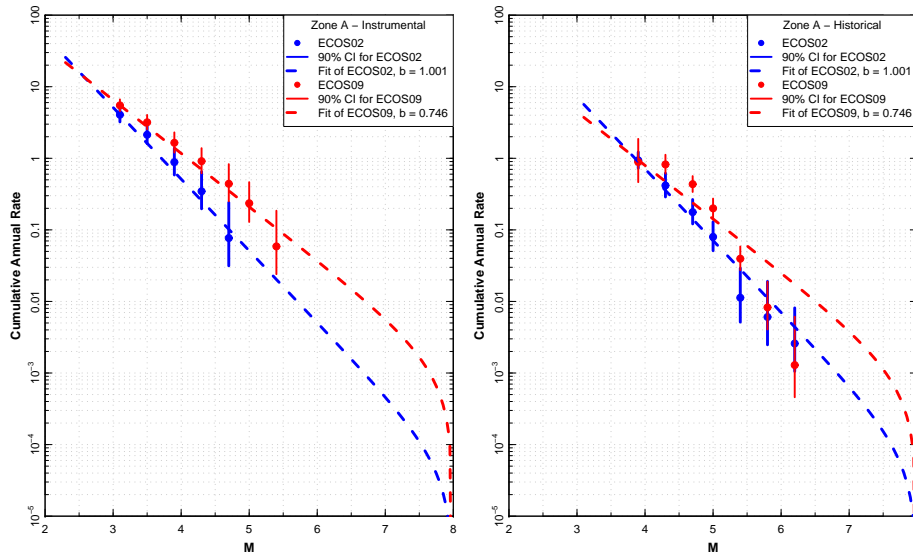 Zone A – Instrumental
ECOS02
90% CI for ECOS02
Fit of ECOS02, b = 1.001
ECOS09
90% CI for ECOS09
Fit of ECOS09, b = 0.746
Cumulative Annual Rate
100
10
1
0.1
0.01
10⁻³
10⁻⁴
10⁻⁵
2 3 4 5 6 7 8
M
Zone A – Historical
ECOS02
90% CI for ECOS02
Fit of ECOS02, b = 1.001
ECOS09
90% CI for ECOS09
Fit of ECOS09, b = 0.746
Cumulative Annual Rate
100
10
1
0.1
0.01
10⁻³
10⁻⁴
10⁻⁵
2 3 4 5 6 7
M